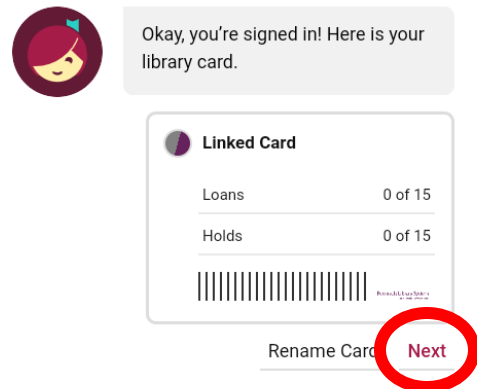 Okay, you’re signed in! Here is your
library card.
Linked Card
Loans 0 of 15
Holds 0 of 15
Rename Card Next